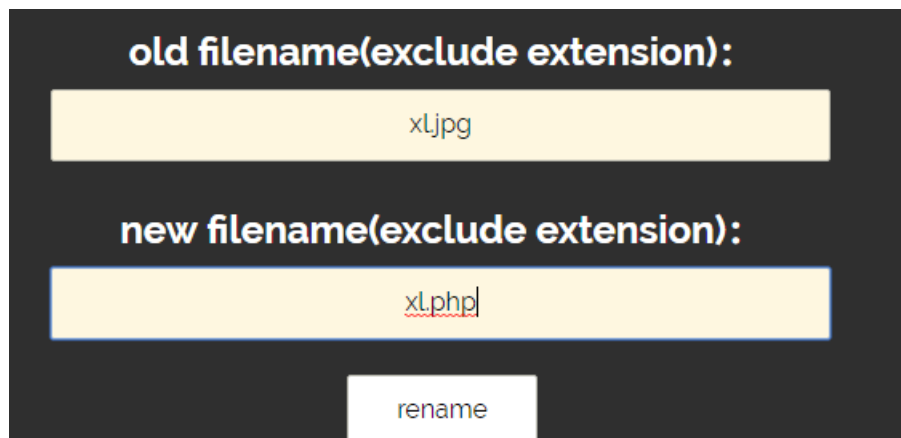 old filename(exclude extension):
xl.jpg
new filename(exclude extension):
xl.php
rename